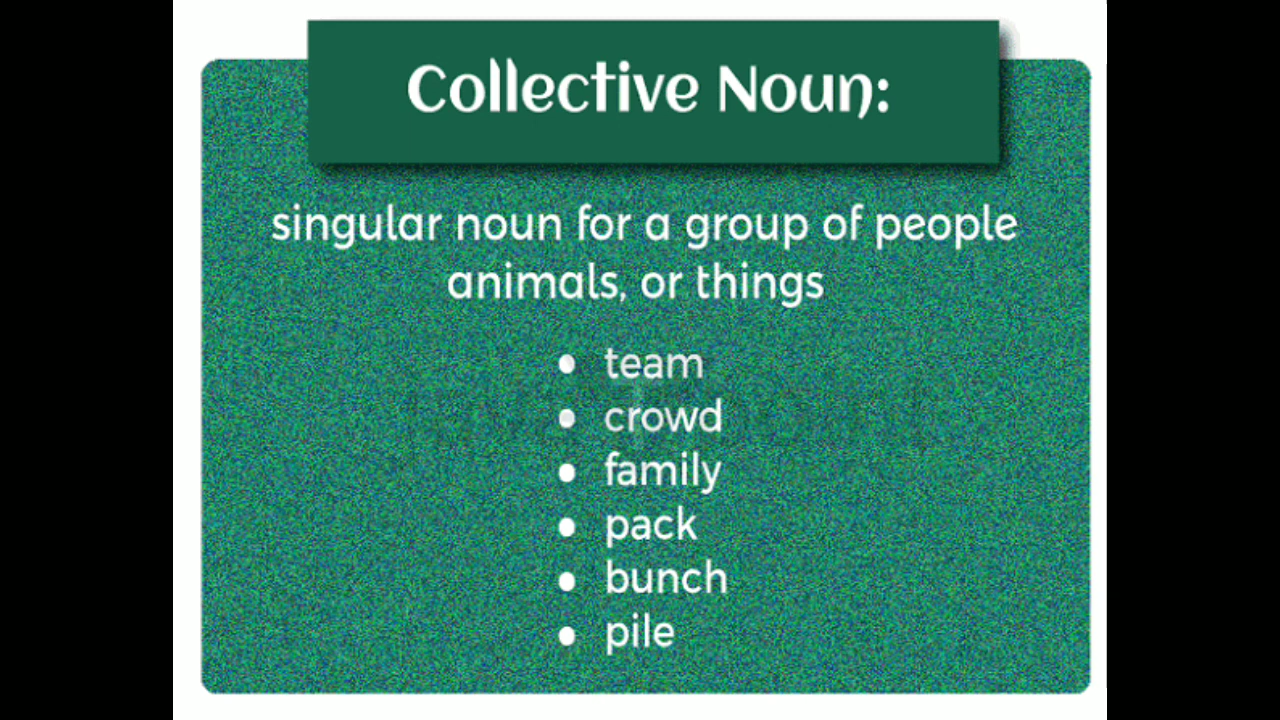 Collective Noun:
singular noun for a group of people
animals, or things
• team
• crowd
• family
• pack
• bunch
• pile